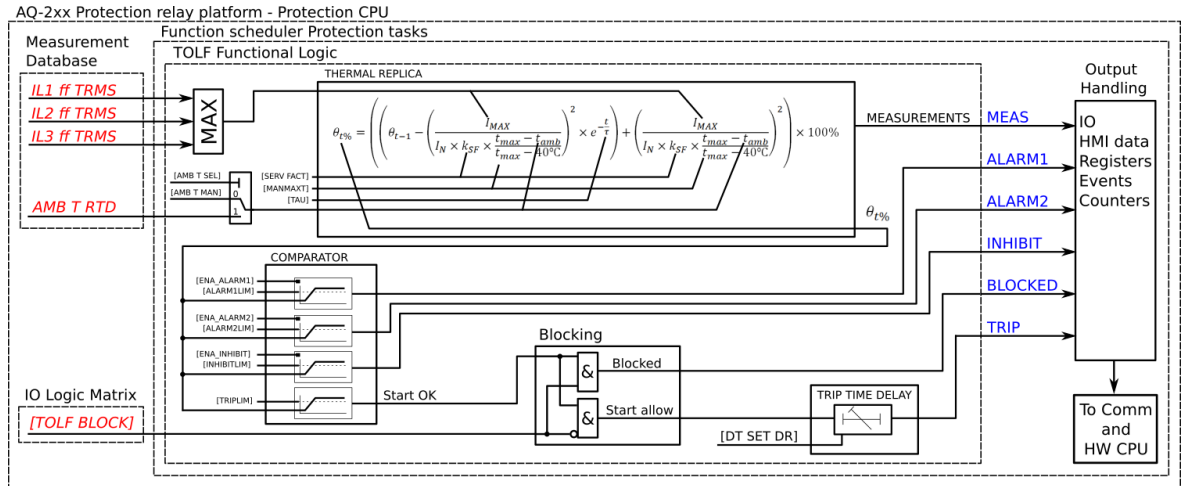 AQ-2xx Protection relay platform - Protection CPU
Function scheduler Protection tasks
TOLF Functional Logic
Measurement
Database
IL1 ff TRMS
IL2 ff TRMS
IL3 ff TRMS
MAX
[AMB T SEL]
[AMB T MAN]
0
1
AMB T RTD
THERMAL REPLICA
θt% = (((θt-1 − (IMAX / (IN × kSF × (tmax − tamb) / (tmax − 40°C)))^2 × e^(−t/τ)) + (IMAX / (IN × kSF × (tmax − tamb) / (tmax − 40°C)))^2) × 100%
[SERV FACT]
[MANMAXT]
[TAU]
MEASUREMENTS
θt%
COMPARATOR
[ENA_ALARM1]
[ALARM1LIM]
[ENA_ALARM2]
[ALARM2LIM]
[ENA_INHIBIT]
[INHIBITLIM]
[TRIPLIM]
Start OK
Blocking
&
Blocked
&
Start allow
TRIP TIME DELAY
[DT SET DR]
IO Logic Matrix
[TOLF BLOCK]
MEAS
ALARM1
ALARM2
INHIBIT
BLOCKED
TRIP
Output
Handling
IO
HMI data
Registers
Events
Counters
To Comm
and
HW CPU